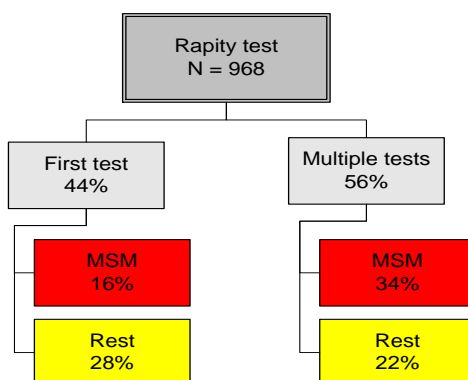 Rapity test
N = 968
First test
44%
Multiple tests
56%
MSM
16%
MSM
34%
Rest
28%
Rest
22%